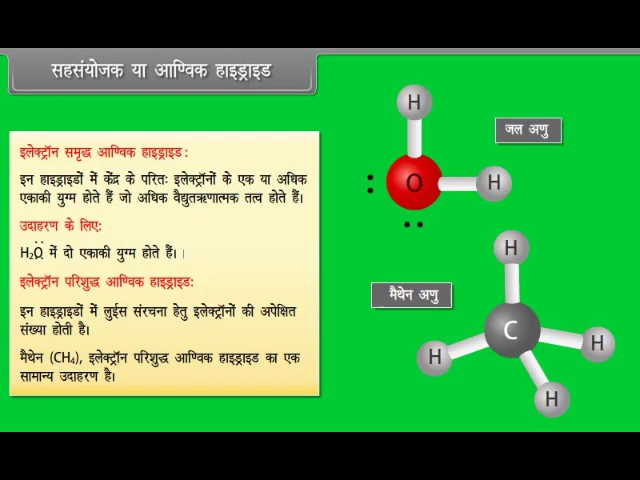 सहसंयोजक या आण्विक हाइड्राइड
इलेक्ट्रॉन समृद्ध आण्विक हाइड्राइड:
इन हाइड्राइडों में केंद्र के परितः इलेक्ट्रॉनों के एक या अधिक
एकाकी युग्म होते हैं जो अधिक वैद्युतऋणात्मक तत्व होते हैं।
उदाहरण के लिए:
H₂O में दो एकाकी युग्म होते हैं।।
इलेक्ट्रॉन परिशुद्ध आण्विक हाइड्राइड:
इन हाइड्राइडों में लुईस संरचना हेतु इलेक्ट्रॉनों की अपेक्षित
संख्या होती है।
मैथेन (CH₄), इलेक्ट्रॉन परिशुद्ध आण्विक हाइड्राइड का एक
सामान्य उदाहरण है।
H
जल अणु
O
H
H
मैथेन अणु
C
H
H
H